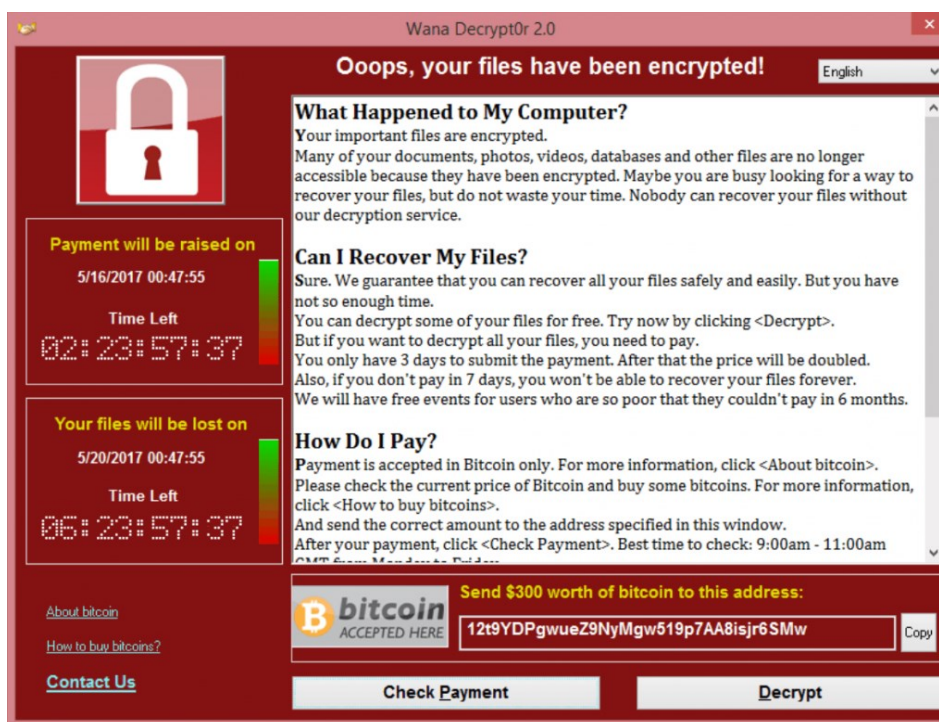 Wana Decrypt0r 2.0
Ooops, your files have been encrypted!
English
Payment will be raised on
5/16/2017 00:47:55
Time Left
02:23:57:37
Your files will be lost on
5/20/2017 00:47:55
Time Left
06:23:57:37
About bitcoin
How to buy bitcoins?
Contact Us
What Happened to My Computer?
Your important files are encrypted.
Many of your documents, photos, videos, databases and other files are no longer
accessible because they have been encrypted. Maybe you are busy looking for a way to
recover your files, but do not waste your time. Nobody can recover your files without
our decryption service.
Can I Recover My Files?
Sure. We guarantee that you can recover all your files safely and easily. But you have
not so enough time.
You can decrypt some of your files for free. Try now by clicking <Decrypt>.
But if you want to decrypt all your files, you need to pay.
You only have 3 days to submit the payment. After that the price will be doubled.
Also, if you don't pay in 7 days, you won't be able to recover your files forever.
We will have free events for users who are so poor that they couldn't pay in 6 months.
How Do I Pay?
Payment is accepted in Bitcoin only. For more information, click <About bitcoin>.
Please check the current price of Bitcoin and buy some bitcoins. For more information,
click <How to buy bitcoins>.
And send the correct amount to the address specified in this window.
After your payment, click <Check Payment>. Best time to check: 9:00am - 11:00am
GMT from Monday to Friday
bitcoin
ACCEPTED HERE
Send $300 worth of bitcoin to this address:
12t9YDPgwueZ9NyMgw519p7AA8isjr6SMw
Copy
Check Payment
Decrypt